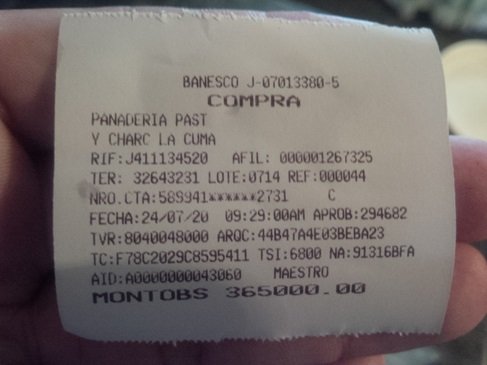 BANESCO J-07013380-5
COMPRA
PANADERIA PAST
Y CHARC LA CUMA
RIF:J411134520 AFIL: 000001267325
TER: 32643231 LOTE:0714 REF:000044
NRO.CTA:589941******2731 C
FECHA:24/07/20 09:29:00AM APROB:294682
TVR:8040048000 ARQC:44B47A4E03BEBA23
TC:F78C2029C8595411 TSI:6800 NA:91316BFA
AID:A0000000043060 MAESTRO
MONTOBS 365000.00